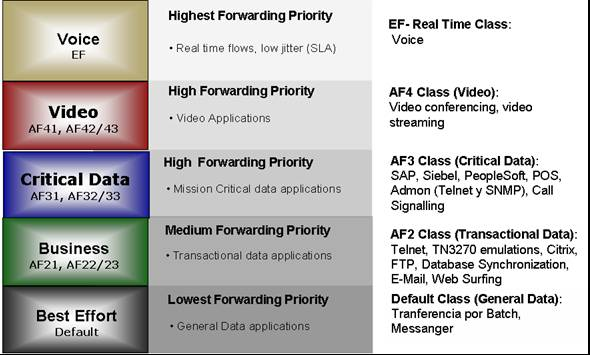 Voice
EF
Highest Forwarding Priority
• Real time flows, low jitter (SLA)
EF- Real Time Class:
Voice
Video
AF41, AF42/43
High Forwarding Priority
• Video Applications
AF4 Class (Video):
Video conferencing, video
streaming
Critical Data
AF31, AF32/33
High Forwarding Priority
• Mission Critical data applications
AF3 Class (Critical Data):
SAP, Siebel, PeopleSoft, POS,
Admon (Telnet y SNMP), Call
Signalling
Business
AF21, AF22/23
Medium Forwarding Priority
• Transactional data applications
AF2 Class (Transactional Data):
Telnet, TN3270 emulations, Citrix,
FTP, Database Synchronization,
E-Mail, Web Surfing
Best Effort
Default
Lowest Forwarding Priority
• General Data applications
Default Class (General Data):
Tranferencia por Batch,
Messanger